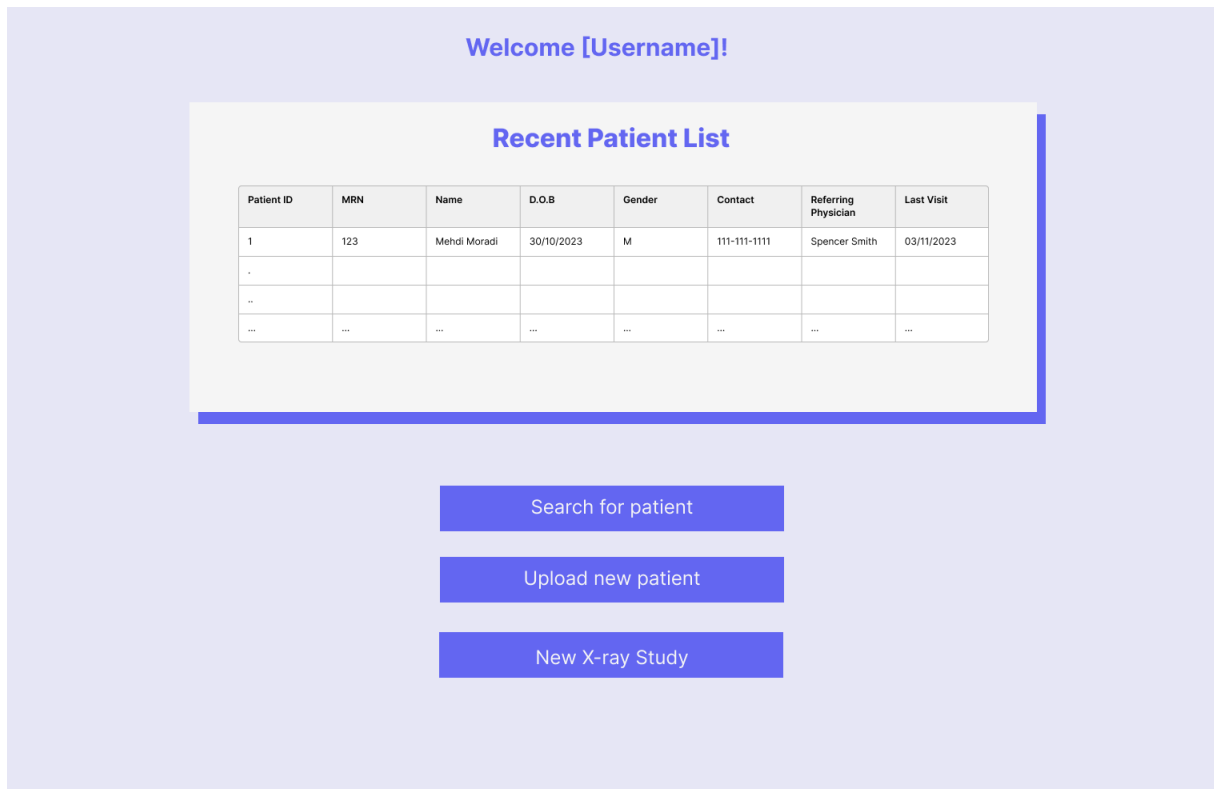 Welcome [Username]!
Recent Patient List
Patient ID MRN Name D.O.B Gender Contact Referring Physician Last Visit
1 123 Mehdi Moradi 30/10/2023 M 111-111-1111 Spencer Smith 03/11/2023
.
..
... ... ... ... ... ... ... ...
Search for patient
Upload new patient
New X-ray Study